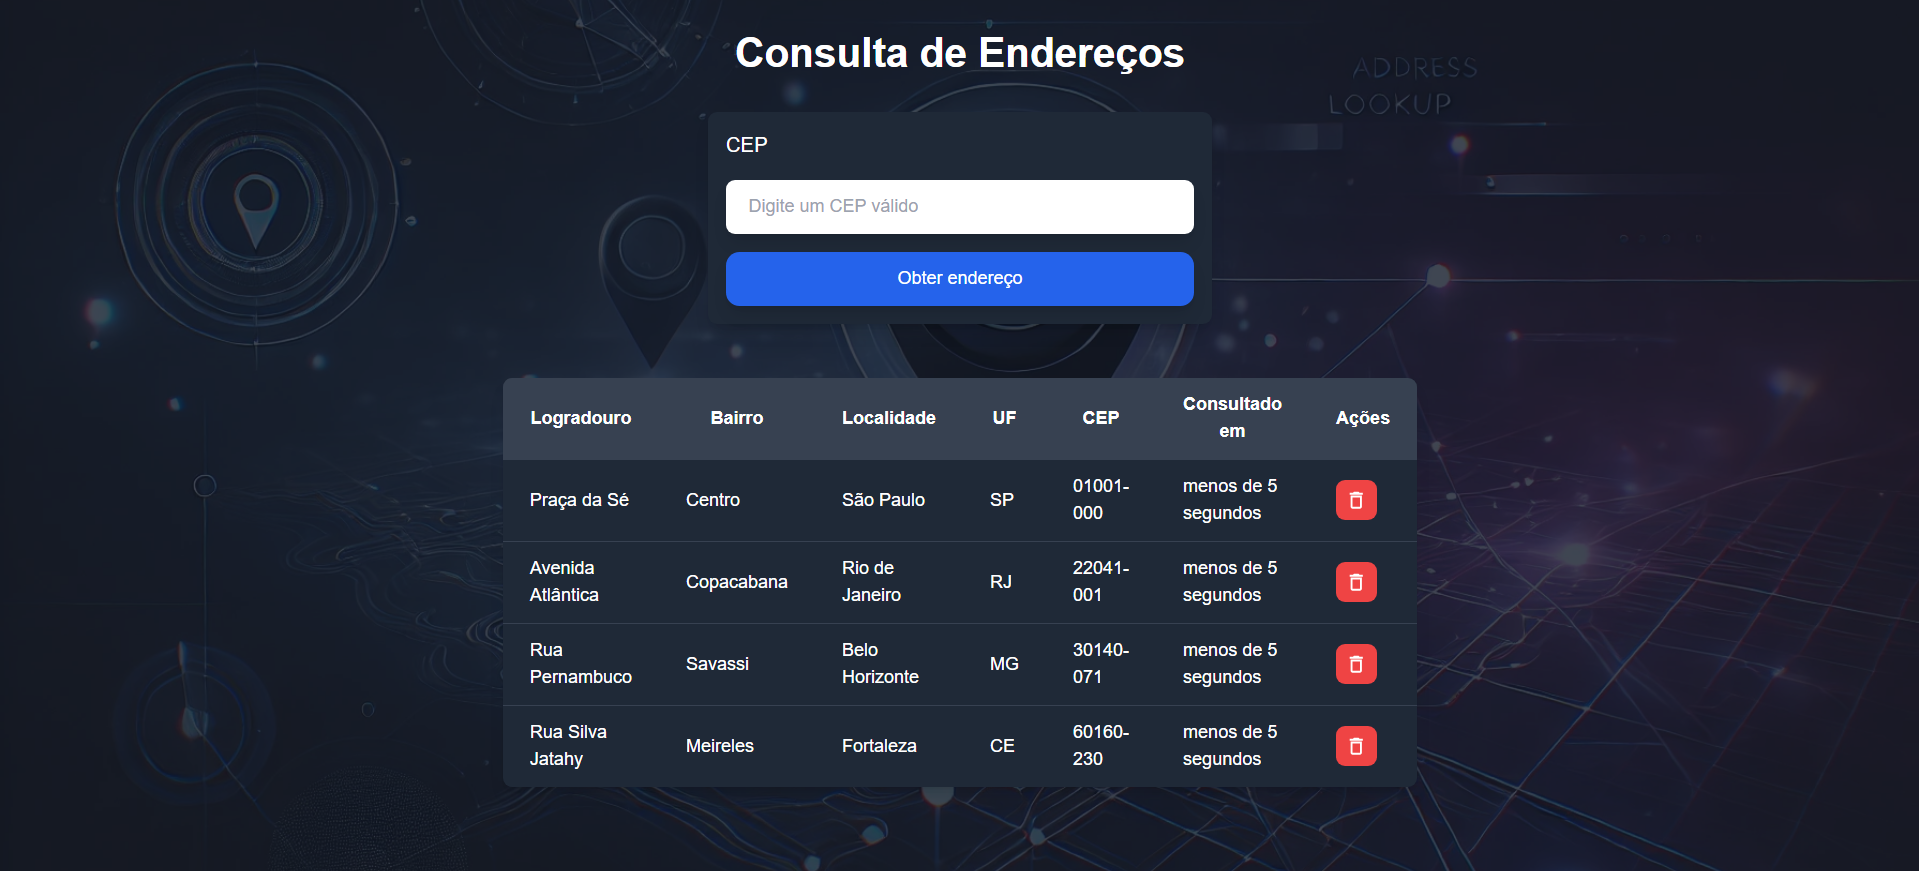 Consulta de Endereços
ADDRESS
LOOKUP
CEP
Digite um CEP válido
Obter endereço
Logradouro Bairro Localidade UF CEP Consultado em Ações
Praça da Sé Centro São Paulo SP 01001-000 menos de 5 segundos
Avenida Atlântica Copacabana Rio de Janeiro RJ 22041-001 menos de 5 segundos
Rua Pernambuco Savassi Belo Horizonte MG 30140-071 menos de 5 segundos
Rua Silva Jatahy Meireles Fortaleza CE 60160-230 menos de 5 segundos